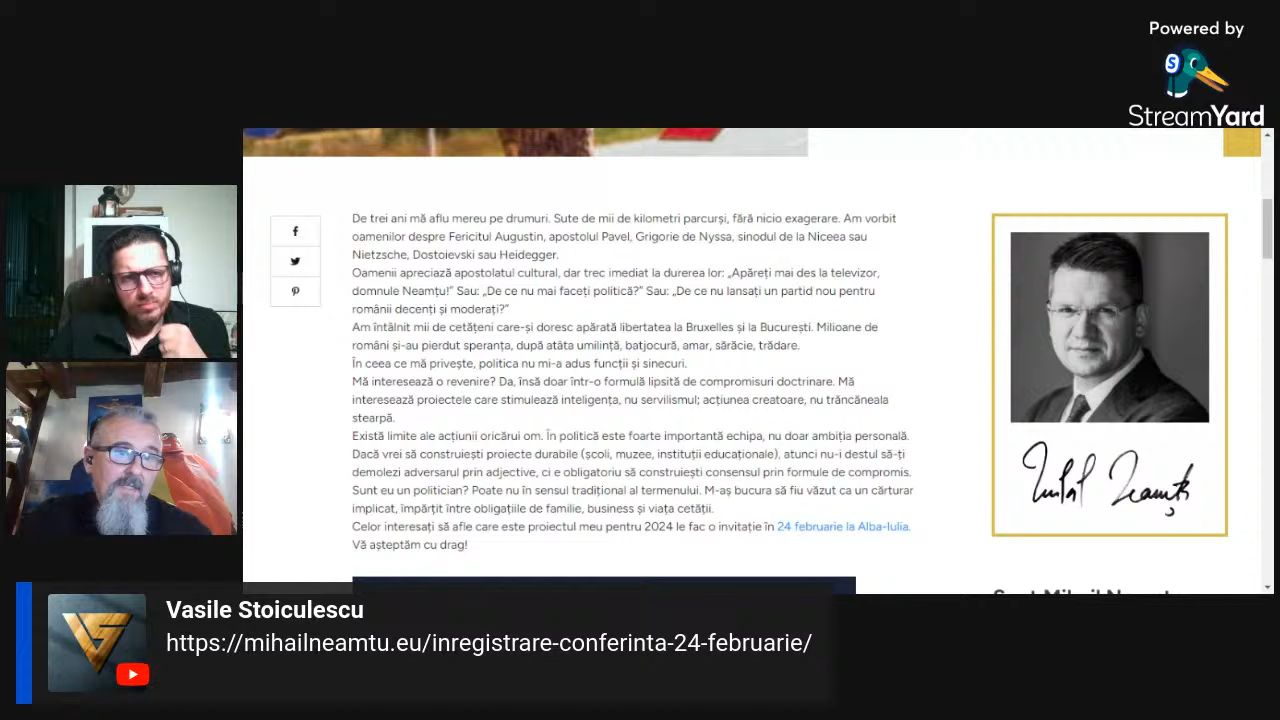 Powered by
StreamYard
De trei ani mă aflu mereu pe drumuri. Sute de mii de kilometri parcurși, fără nicio exagerare. Am vorbit
oamenilor despre Fericitul Augustin, apostolul Pavel, Grigorie de Nyssa, sinodul de la Niceea sau
Nietzsche, Dostoievski sau Heidegger.
Oamenii apreciază apostolatul cultural, dar trec imediat la durerea lor: „Apăreți mai des la televizor,
domnule Neamțu!” Sau: „De ce nu mai faceți politică?” Sau: „De ce nu lansați un partid nou pentru
românii decenți și moderați?”
Am întâlnit mii de cetățeni care-și doresc apărată libertatea la Bruxelles și la București. Milioane de
români și-au pierdut speranța, după atâta umilință, batjocură, amar, sărăcie, trădare.
În ceea ce mă privește, politica nu mi-a adus funcții și sinecuri.
Mă interesează o revenire? Da, însă doar într-o formulă lipsită de compromisuri doctrinare. Mă
interesează proiectele care stimulează inteligența, nu servilismul; acțiunea creatoare, nu trăncăneala
stearpă.
Există limite ale acțiunii oricărui om. În politică este foarte importantă echipa, nu doar ambiția personală.
Dacă vrei să construiești proiecte durabile (școli, muzee, instituții educaționale), atunci nu-i destul să-ți
demolezi adversarul prin adjective, ci e obligatoriu să construiești consensul prin formule de compromis.
Sunt eu un politician? Poate nu în sensul tradițional al termenului. M-aș bucura să fiu văzut ca un cărturar
implicat, împărțit între obligațiile de familie, business și viața cetății.
Celor interesați să afle care este proiectul meu pentru 2024 le fac o invitație în 24 februarie la Alba-Iulia.
Vă așteptăm cu drag!
Mihail Neamțu
Vasile Stoiculescu
https://mihailneamtu.eu/inregistrare-conferinta-24-februarie/